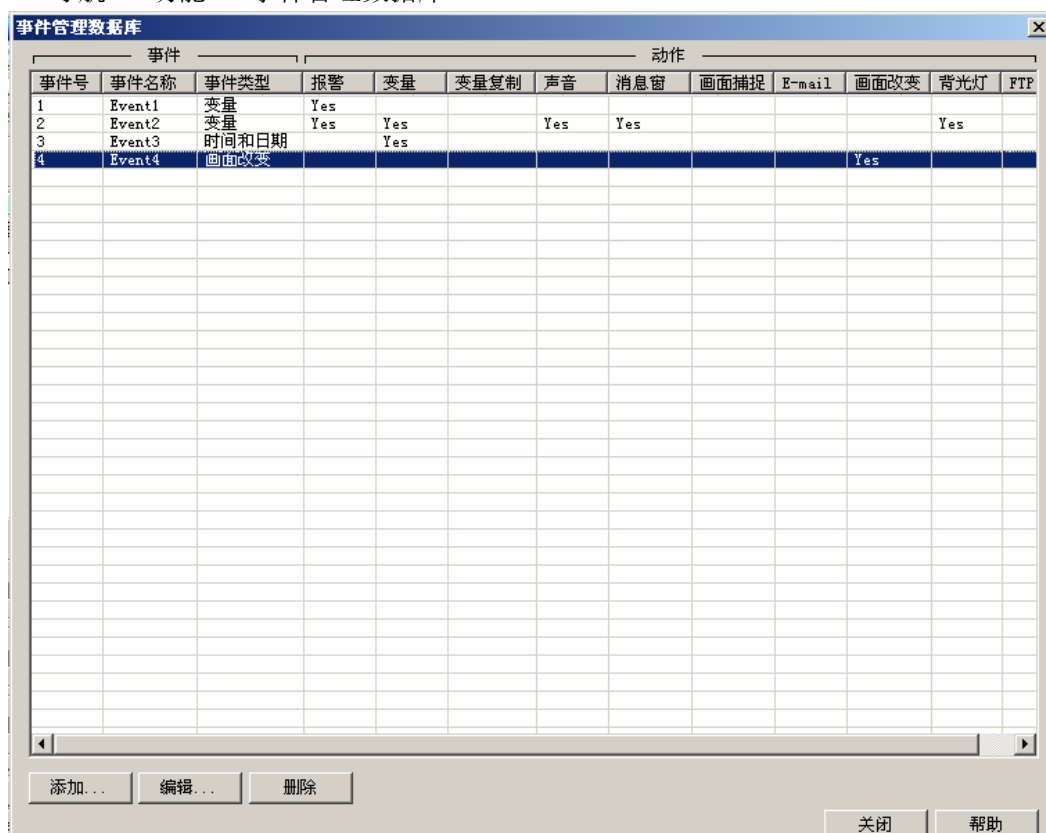 事件管理数据库
事件 动作
事件号 事件名称 事件类型 报警 变量 变量复制 声音 消息窗 画面捕捉 E-mail 画面改变 背光灯 FTP
1 Event1 变量 Yes
2 Event2 变量 Yes Yes Yes Yes Yes
3 Event3 时间和日期 Yes
4 Event4 画面改变 Yes
添加... 编辑... 删除
关闭 帮助